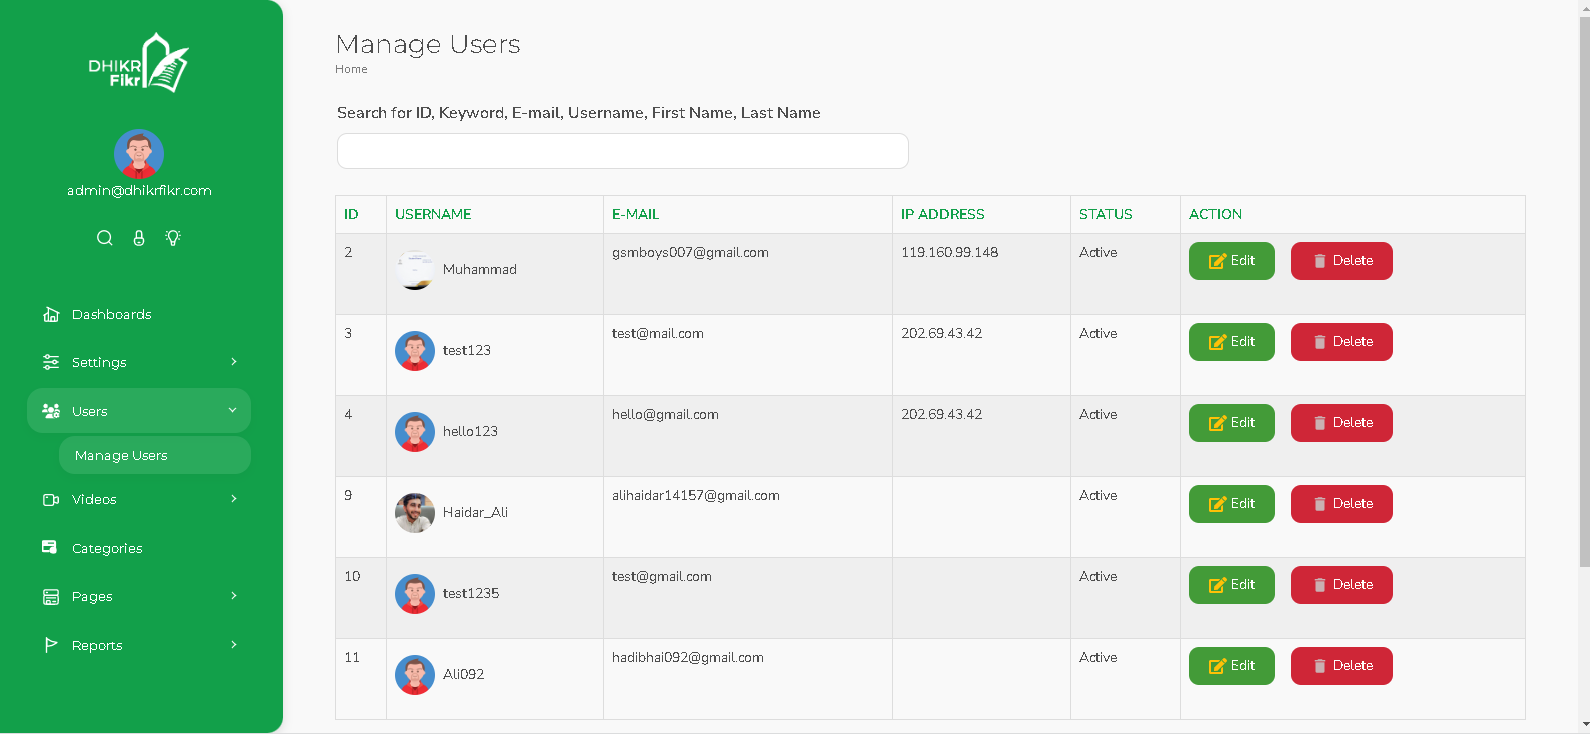 DHIKR
Fikr
admin@dhikrfikr.com
Dashboards
Settings
Users
Manage Users
Videos
Categories
Pages
Reports
Manage Users
Home
Search for ID, Keyword, E-mail, Username, First Name, Last Name
ID USERNAME E-MAIL IP ADDRESS STATUS ACTION
2 Muhammad gsmboys007@gmail.com 119.160.99.148 Active Edit Delete
3 test123 test@mail.com 202.69.43.42 Active Edit Delete
4 hello123 hello@gmail.com 202.69.43.42 Active Edit Delete
9 Haidar_Ali alihaidar14157@gmail.com Active Edit Delete
10 test1235 test@gmail.com Active Edit Delete
11 Ali092 hadibhai092@gmail.com Active Edit Delete